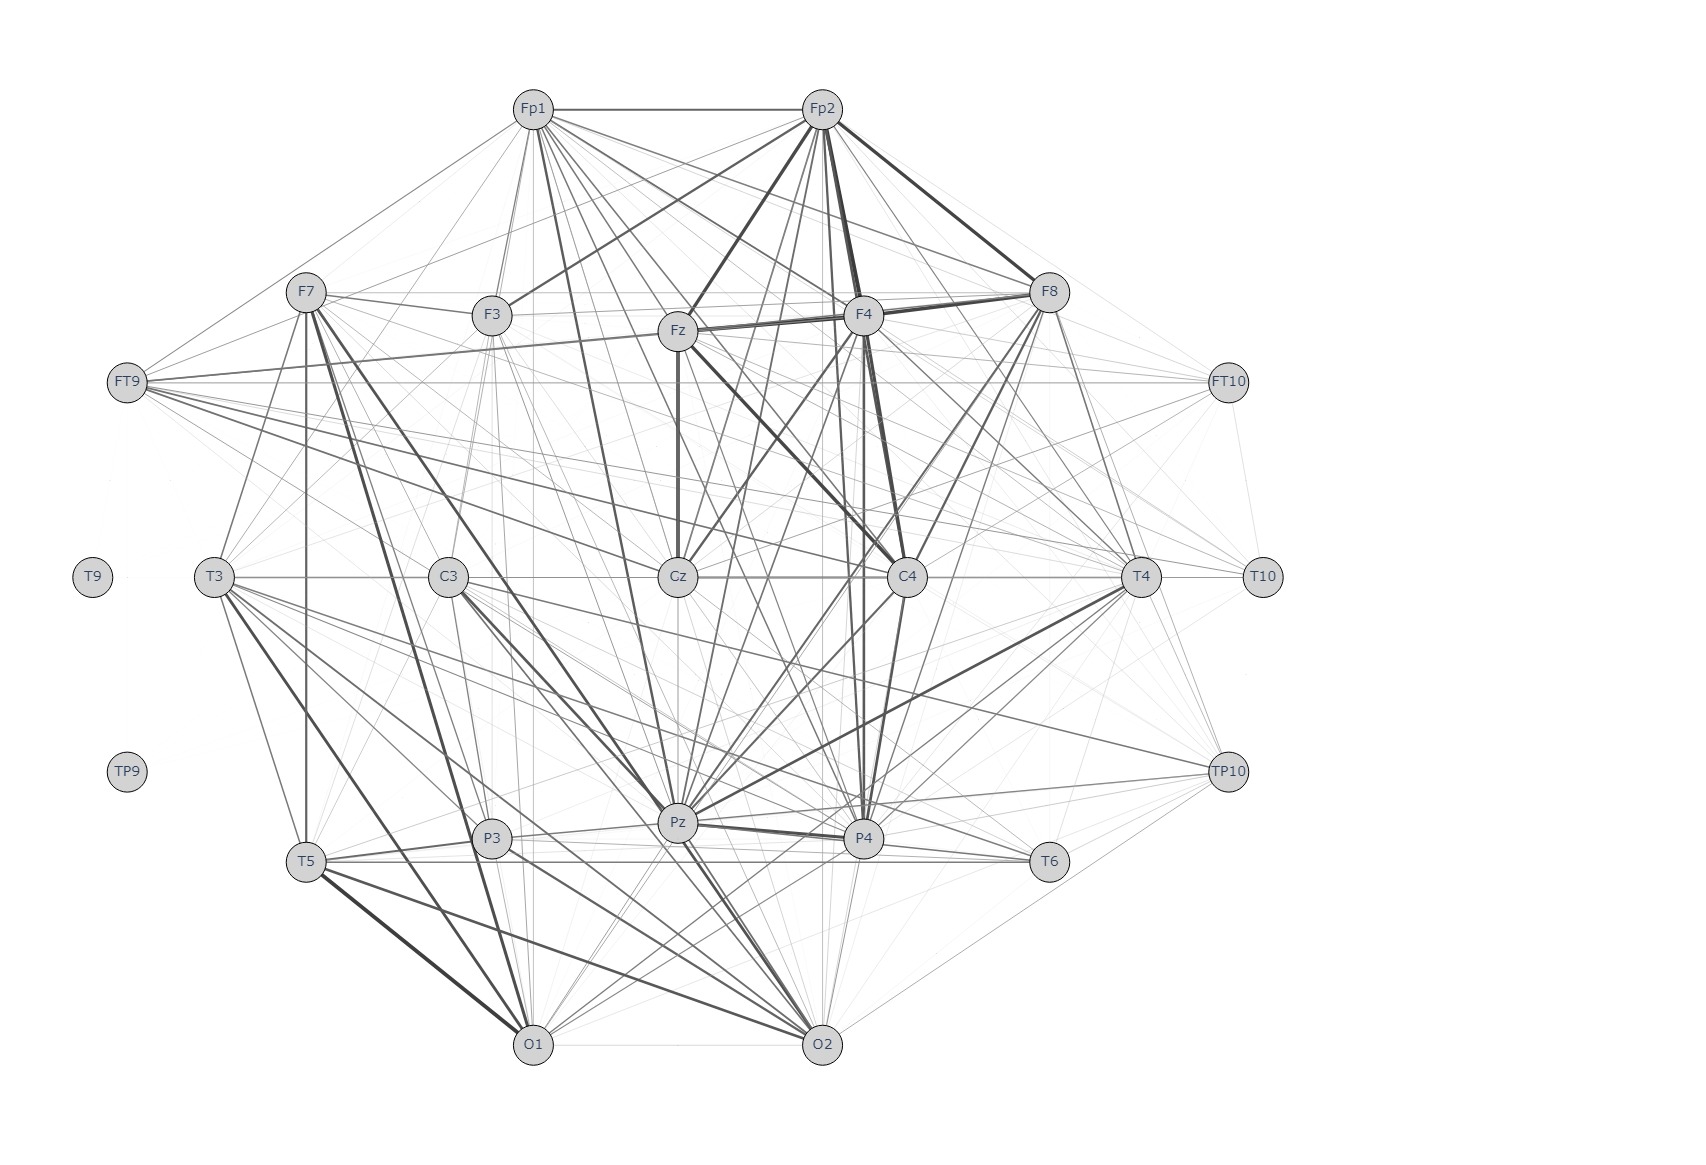 Fp1 Fp2
F7 F3 Fz F4 F8
FT9 FT10
T9 T3 C3 Cz C4 T4 T10
TP9 TP10
T5 P3 Pz P4 T6
O1 O2